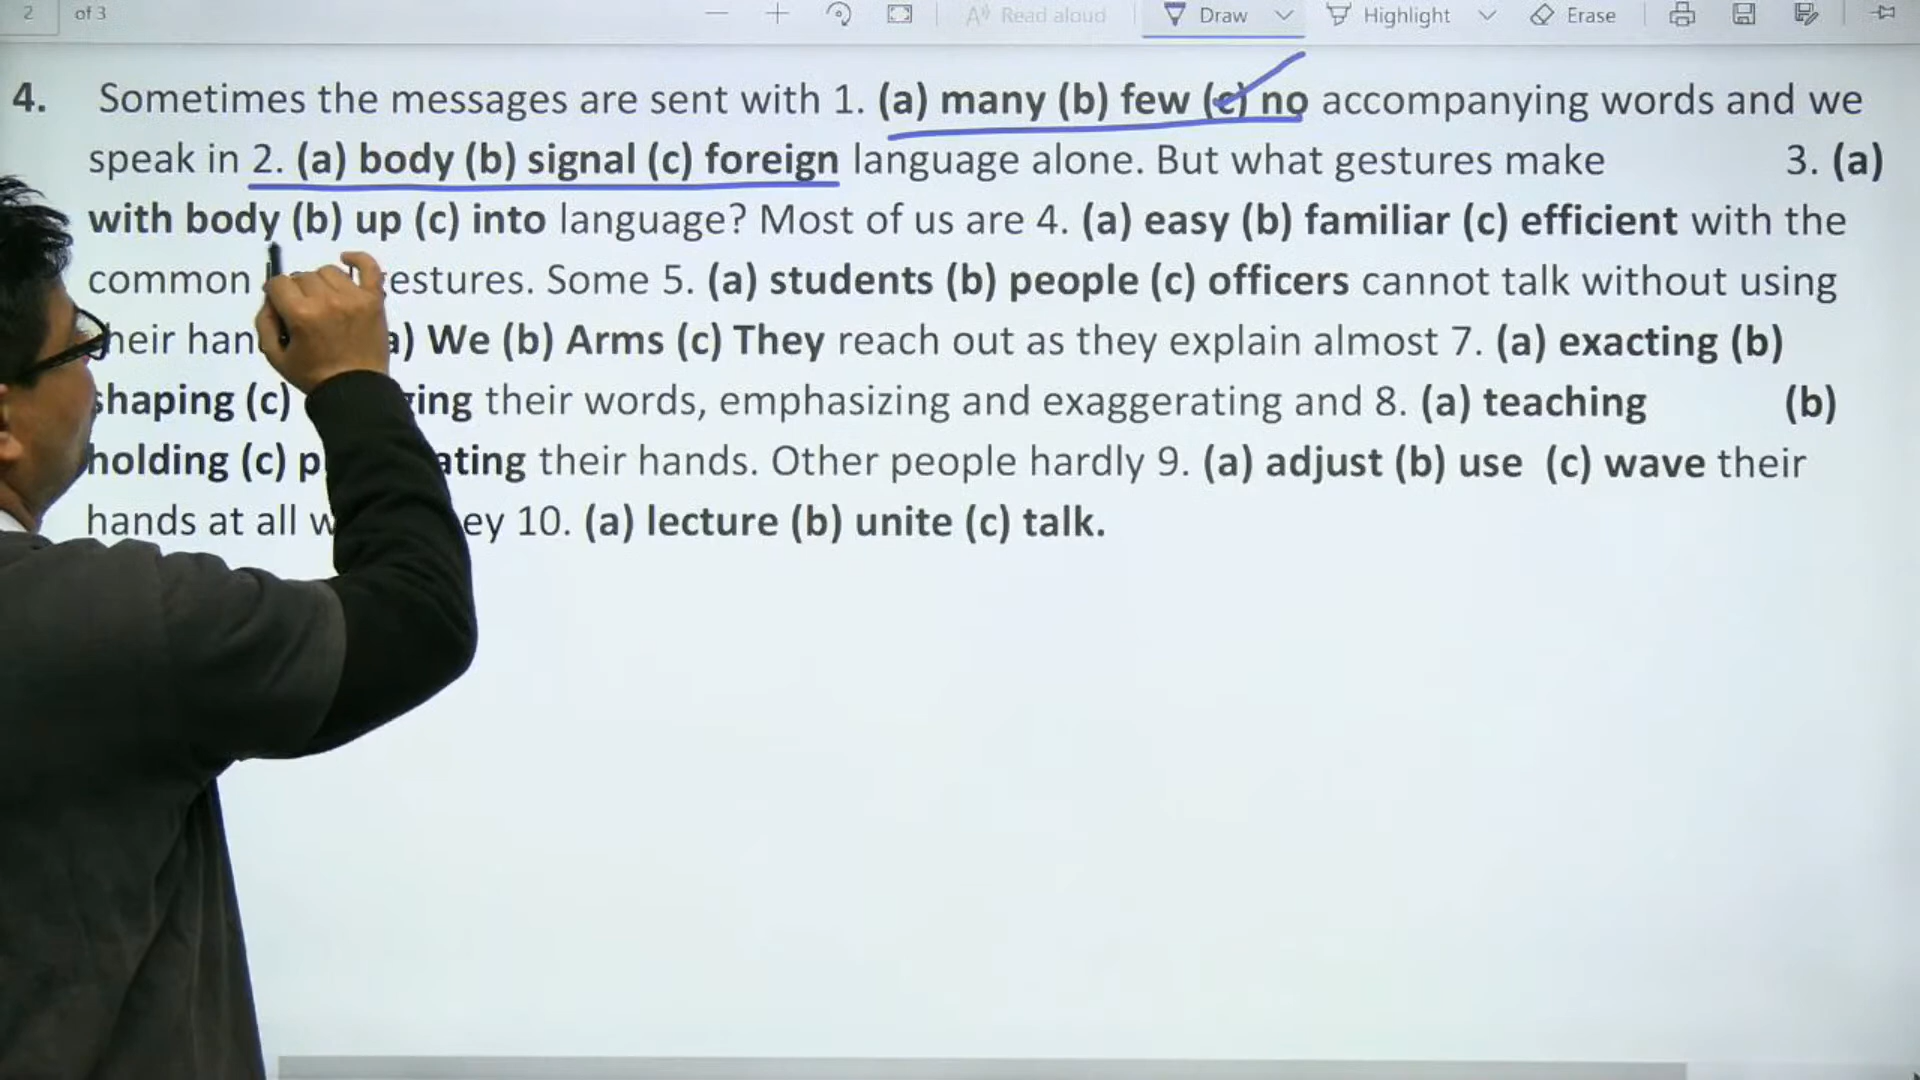 2 of 3 Read aloud Draw Highlight Erase
4. Sometimes the messages are sent with 1. (a) many (b) few (c) no accompanying words and we
speak in 2. (a) body (b) signal (c) foreign language alone. But what gestures make 3. (a)
with body (b) up (c) into language? Most of us are 4. (a) easy (b) familiar (c) efficient with the
common estures. Some 5. (a) students (b) people (c) officers cannot talk without using
heir han a) We (b) Arms (c) They reach out as they explain almost 7. (a) exacting (b)
shaping (c) ing their words, emphasizing and exaggerating and 8. (a) teaching (b)
holding (c) p ating their hands. Other people hardly 9. (a) adjust (b) use (c) wave their
hands at all w ey 10. (a) lecture (b) unite (c) talk.